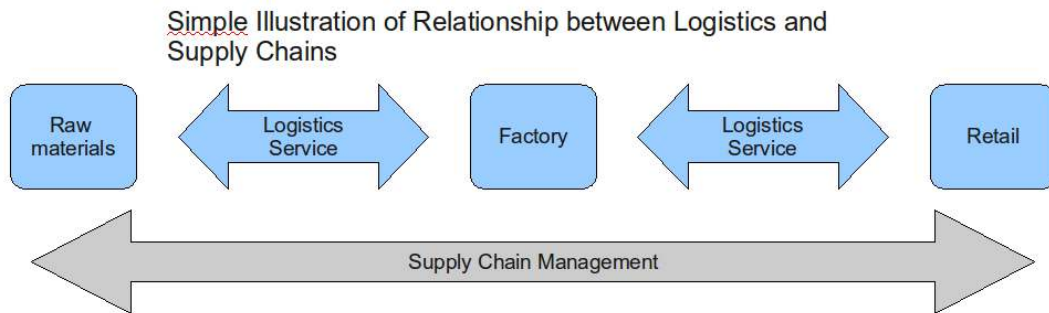 Simple Illustration of Relationship between Logistics and
Supply Chains
Raw
materials
Logistics
Service
Factory
Logistics
Service
Retail
Supply Chain Management